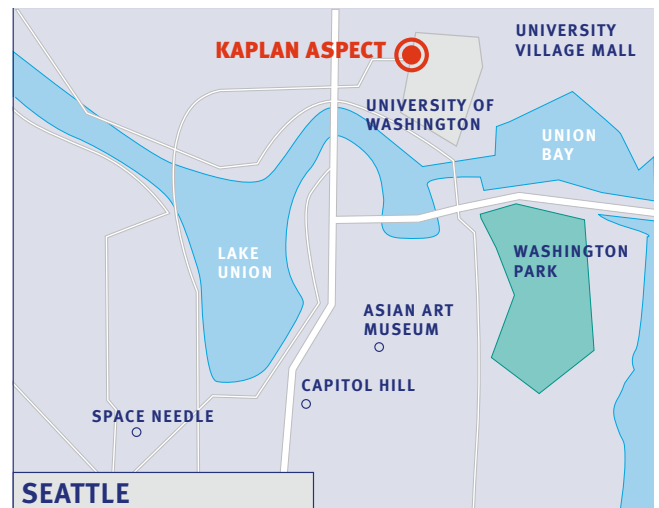 UNIVERSITY
VILLAGE MALL
KAPLAN ASPECT
UNIVERSITY OF
WASHINGTON
UNION
BAY
LAKE
UNION
WASHINGTON
PARK
ASIAN ART
MUSEUM
CAPITOL HILL
SPACE NEEDLE
SEATTLE